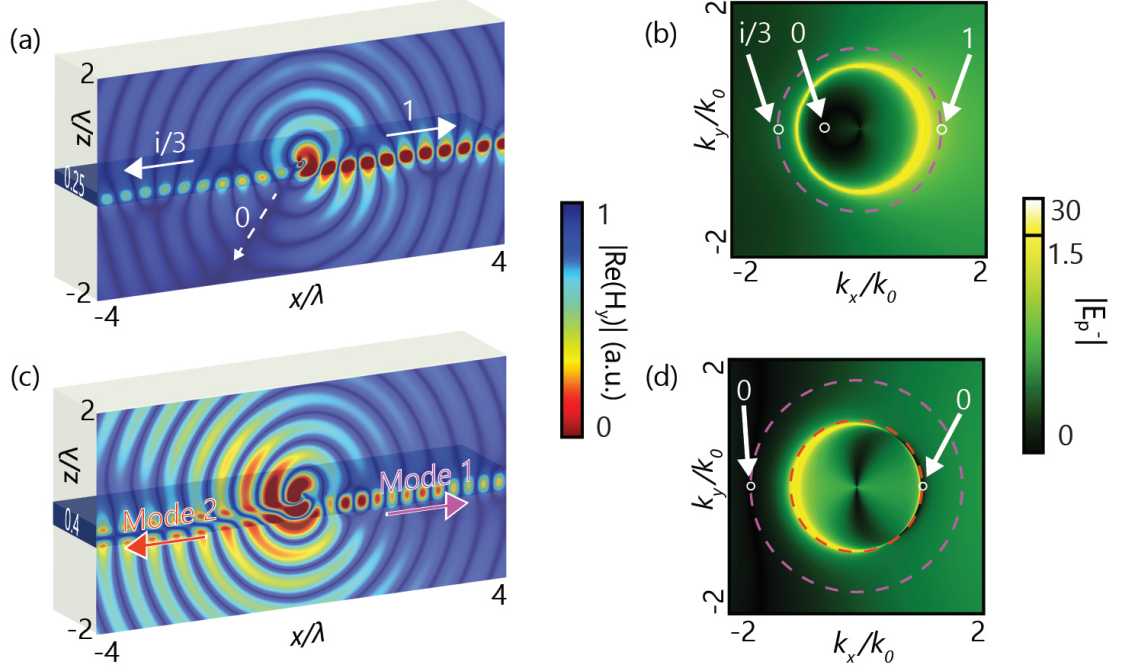 (a)
2
z/λ
-2
0.25
i/3
1
0
-4
x/λ
4
(b)
2
k_y/k_0
-2
i/3
0
1
-2
k_x/k_0
2
1
|Re(H_y)| (a.u.)
0
30
1.5
|E_p^-|
0
(c)
2
z/λ
-2
0.4
Mode 1
Mode 2
-4
x/λ
4
(d)
2
k_y/k_0
-2
0
0
-2
k_x/k_0
2